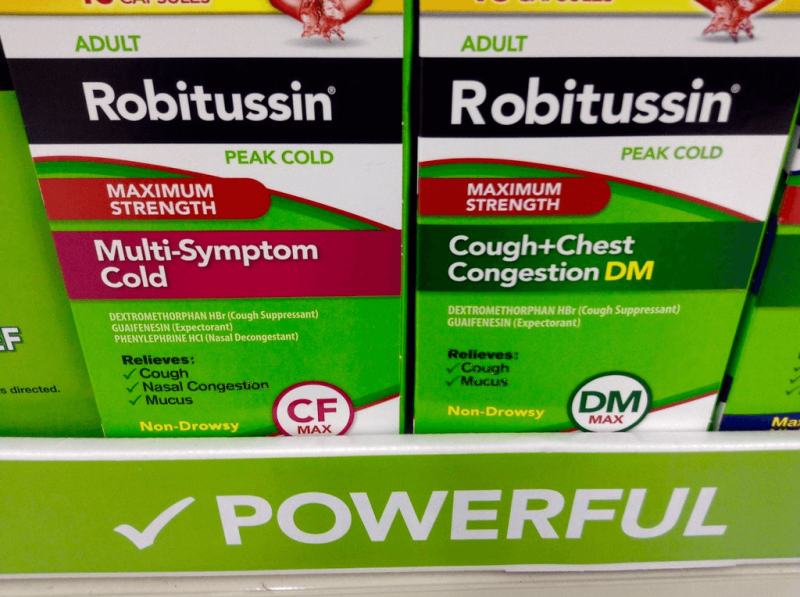 CAPSULES
ADULT
Robitussin®
PEAK COLD
MAXIMUM
STRENGTH
Multi-Symptom
Cold
DEXTROMETHORPHAN HBr (Cough Suppressant)
GUAIFENESIN (Expectorant)
PHENYLEPHRINE HCl (Nasal Decongestant)
Relieves:
✓ Cough
✓ Nasal Congestion
✓ Mucus
Non-Drowsy
CF
MAX
ADULT
Robitussin®
PEAK COLD
MAXIMUM
STRENGTH
Cough+Chest
Congestion DM
DEXTROMETHORPHAN HBr (Cough Suppressant)
GUAIFENESIN (Expectorant)
Relieves:
✓ Cough
✓ Mucus
Non-Drowsy
DM
MAX
directed.
✓ POWERFUL